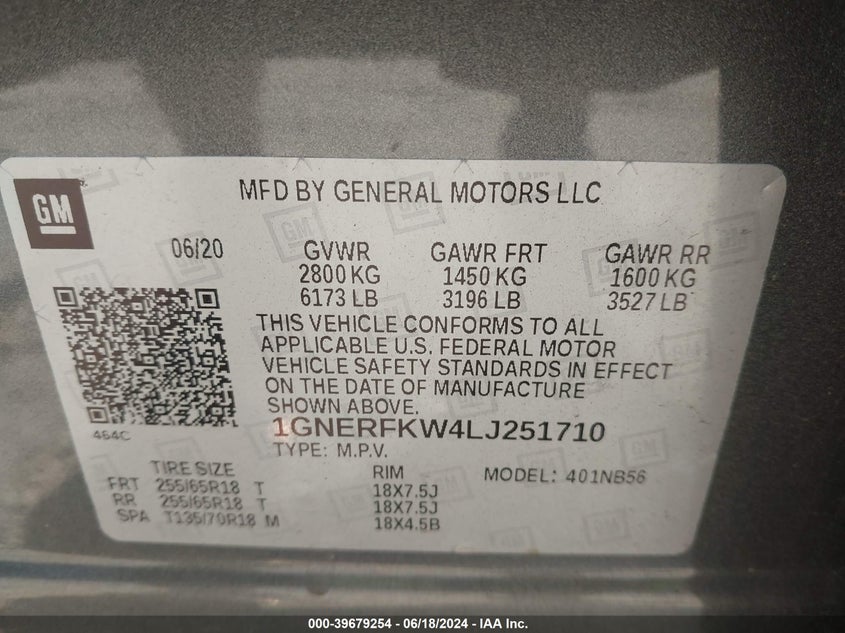 MFD BY GENERAL MOTORS LLC
GM
06/20 GVWR GAWR FRT GAWR RR
2800 KG 1450 KG 1600 KG
6173 LB 3196 LB 3527 LB
THIS VEHICLE CONFORMS TO ALL
APPLICABLE U.S. FEDERAL MOTOR
VEHICLE SAFETY STANDARDS IN EFFECT
ON THE DATE OF MANUFACTURE
SHOWN ABOVE.
464C
1GNERFKW4LJ251710
TYPE: M.P.V.
TIRE SIZE RIM MODEL: 401NB56
FRT 255/65R18 T 18X7.5J
RR 255/65R18 T 18X7.5J
SPA T135/70R18 M 18X4.5B
000-39679254 - 06/18/2024 - IAA Inc.